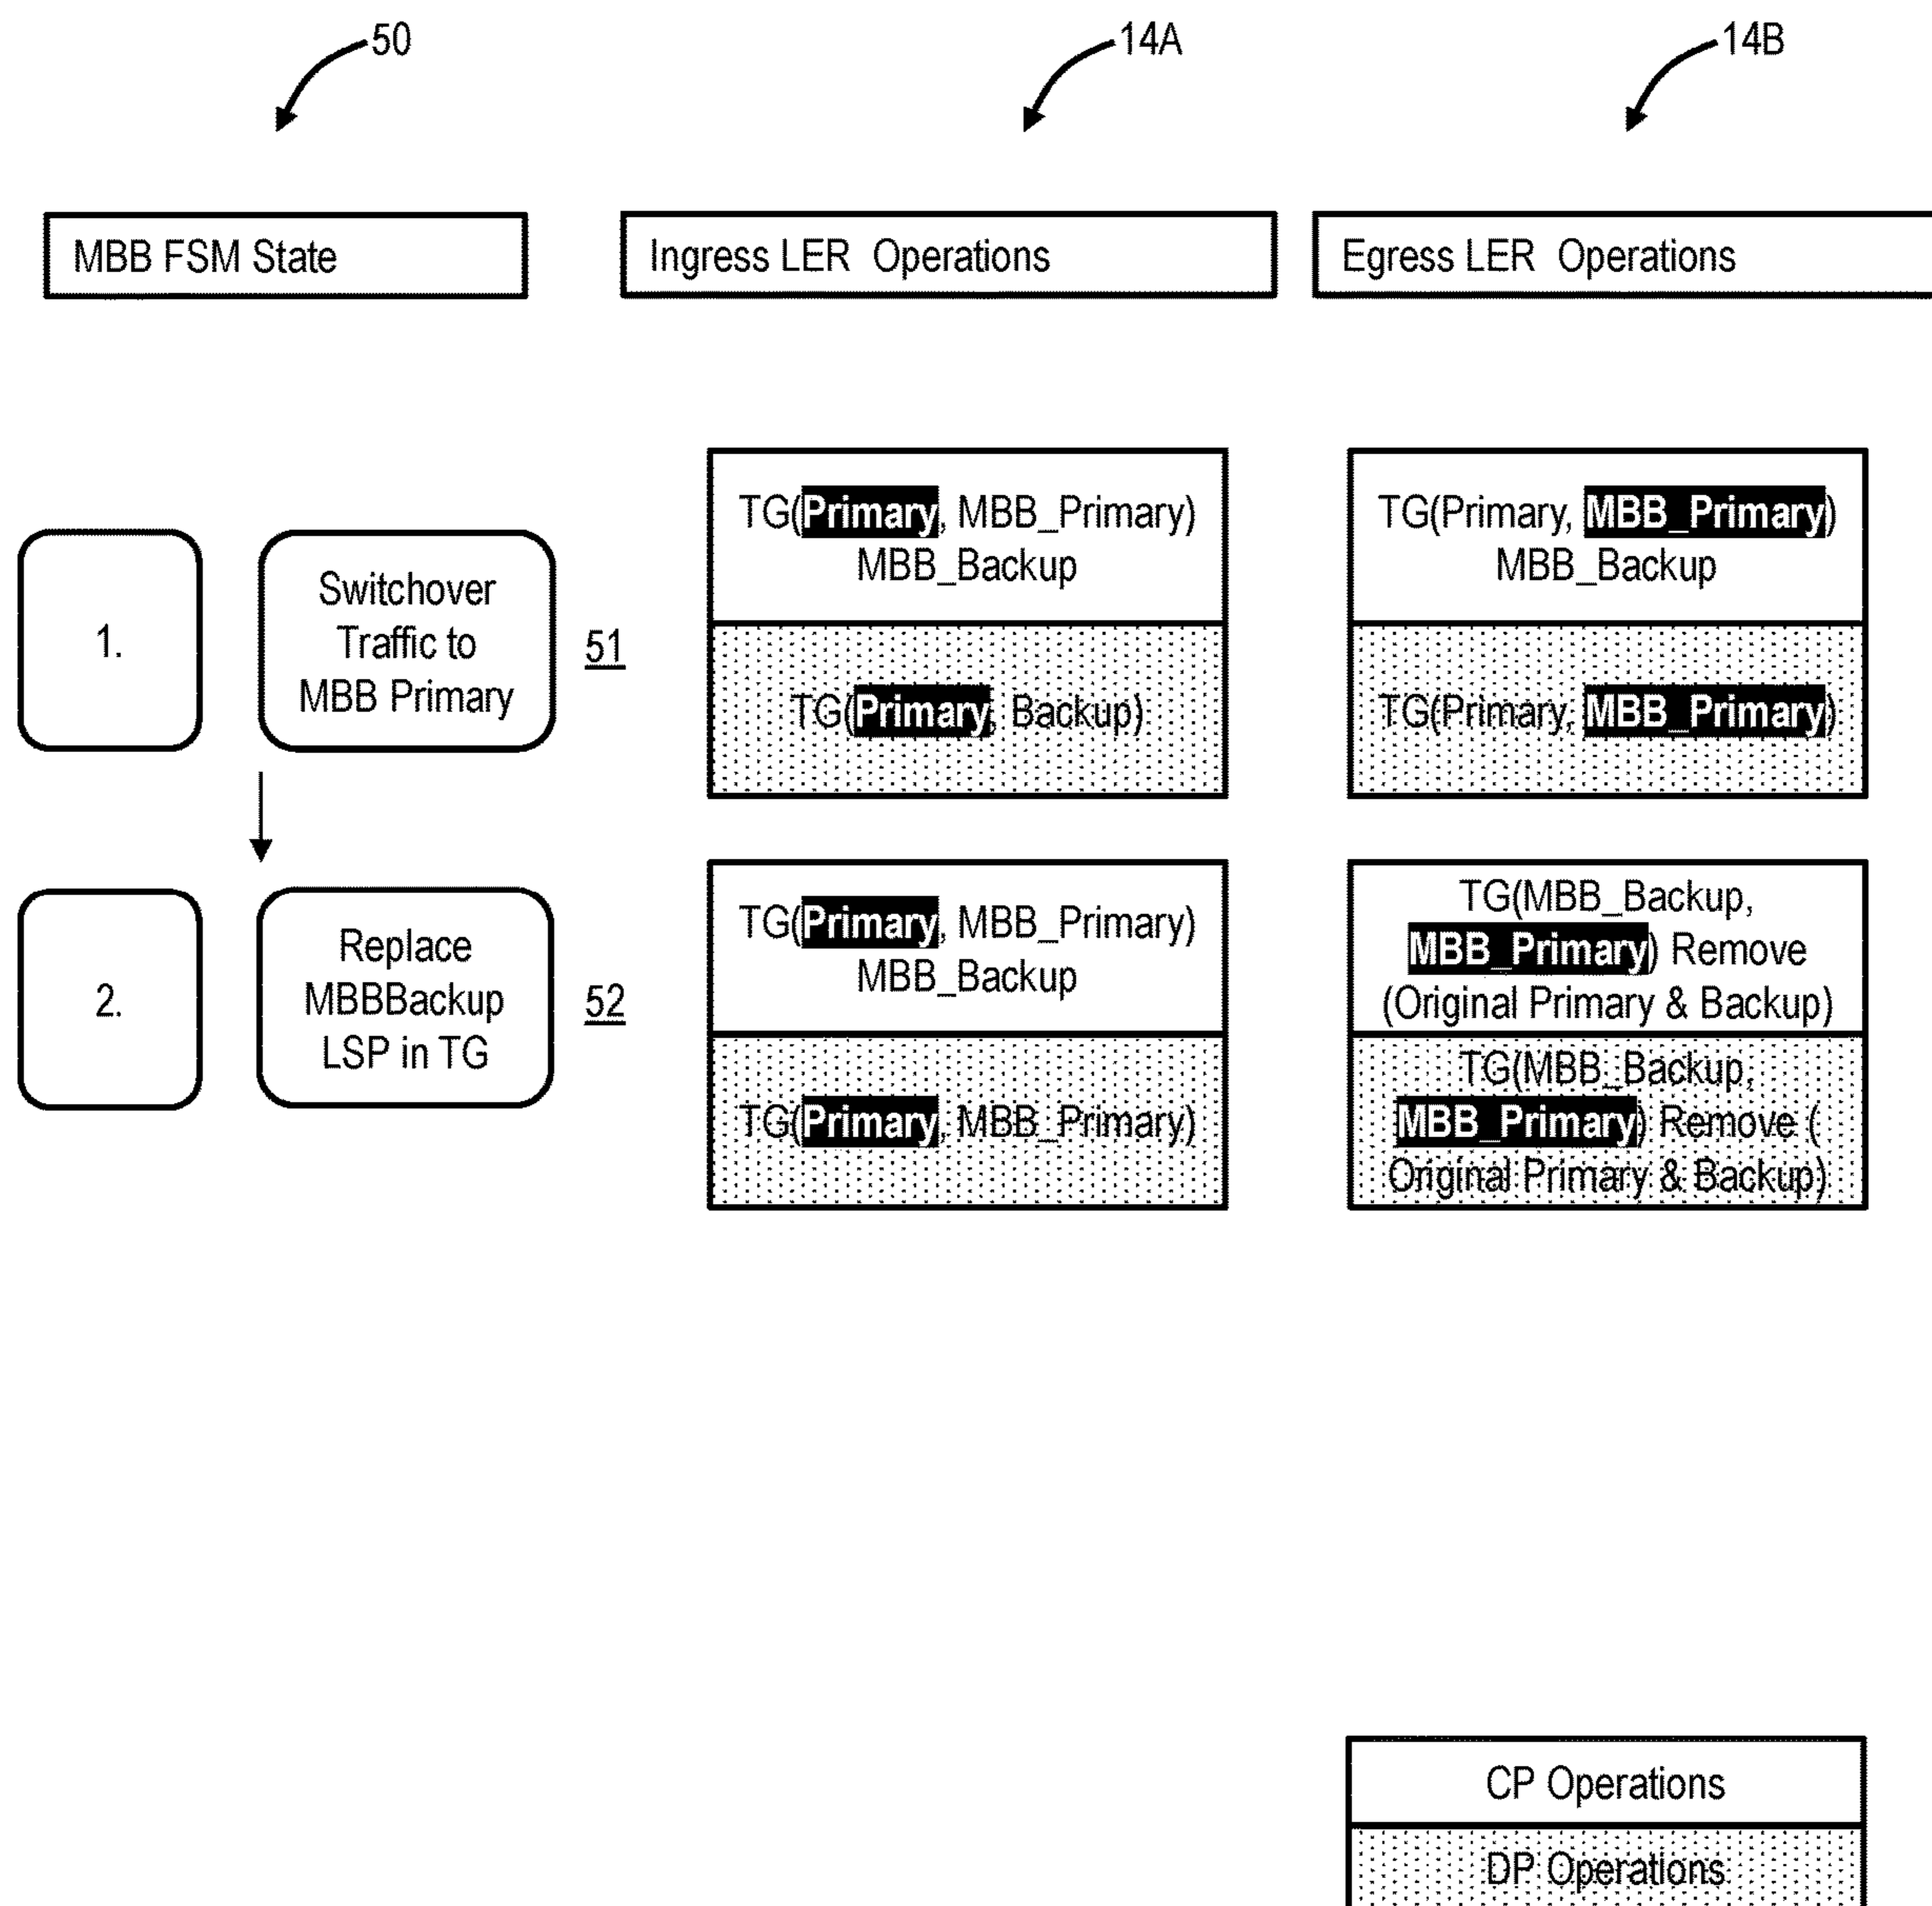 50
14A
14B
MBB FSM State
Ingress LER Operations
Egress LER Operations
1.
Switchover
Traffic to
MBB Primary
51
TG(Primary, MBB_Primary)
MBB_Backup
TG(Primary, Backup)
TG(Primary, MBB_Primary)
MBB_Backup
TG(Primary, MBB_Primary)
2.
Replace
MBBBackup
LSP in TG
52
TG(Primary, MBB_Primary)
MBB_Backup
TG(Primary, MBB_Primary)
TG(MBB_Backup,
MBB_Primary) Remove
(Original Primary & Backup)
TG(MBB_Backup,
MBB_Primary) Remove (
Original Primary & Backup)
CP Operations
DP Operations